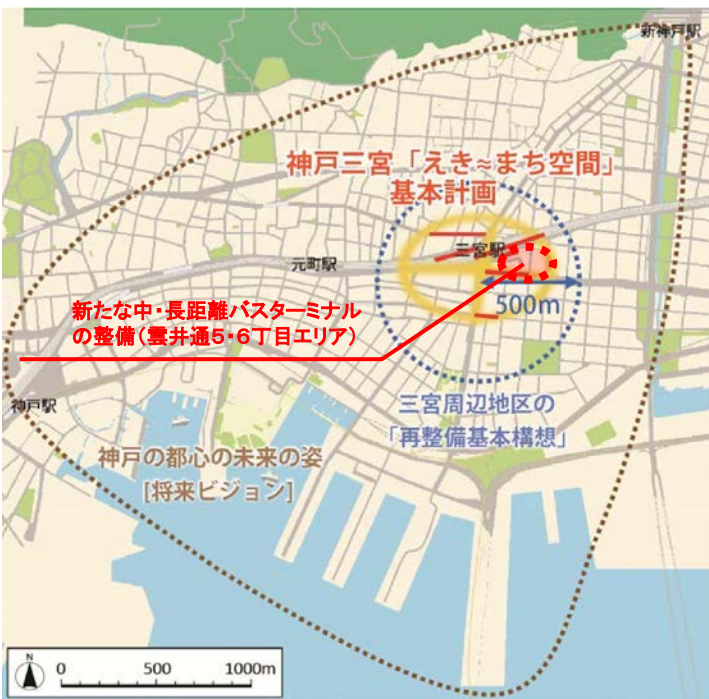 新神戸駅
神戸三宮「えき≈まち空間」
基本計画
三宮駅
元町駅
500m
新たな中・長距離バスターミナル
の整備（雲井通5・6丁目エリア）
神戸駅
三宮周辺地区の
「再整備基本構想」
神戸の都心の未来の姿
[将来ビジョン]
N
0 500 1000m